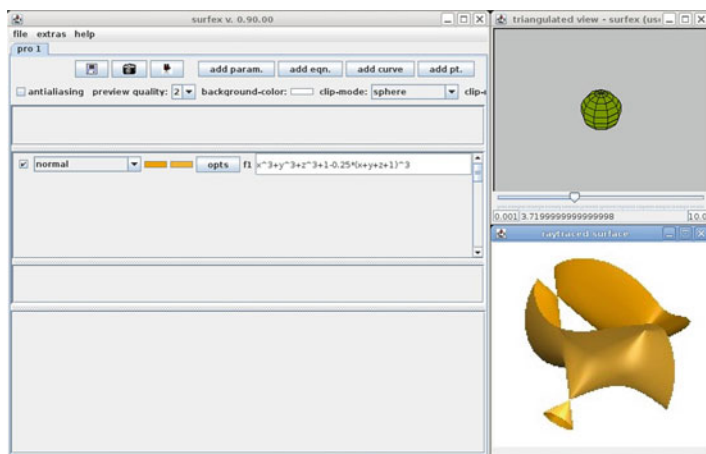 surfex v. 0.90.00
file extras help
pro 1
add param. add eqn. add curve add pt.
antialiasing preview quality: 2 background-color: clip-mode: sphere clip-
normal opts f1 x^3+y^3+z^3+1-0.25*(x+y+z+1)^3
triangulated view - surfex (us
0.001 3.7199999999999998 10.0
raytraced surface